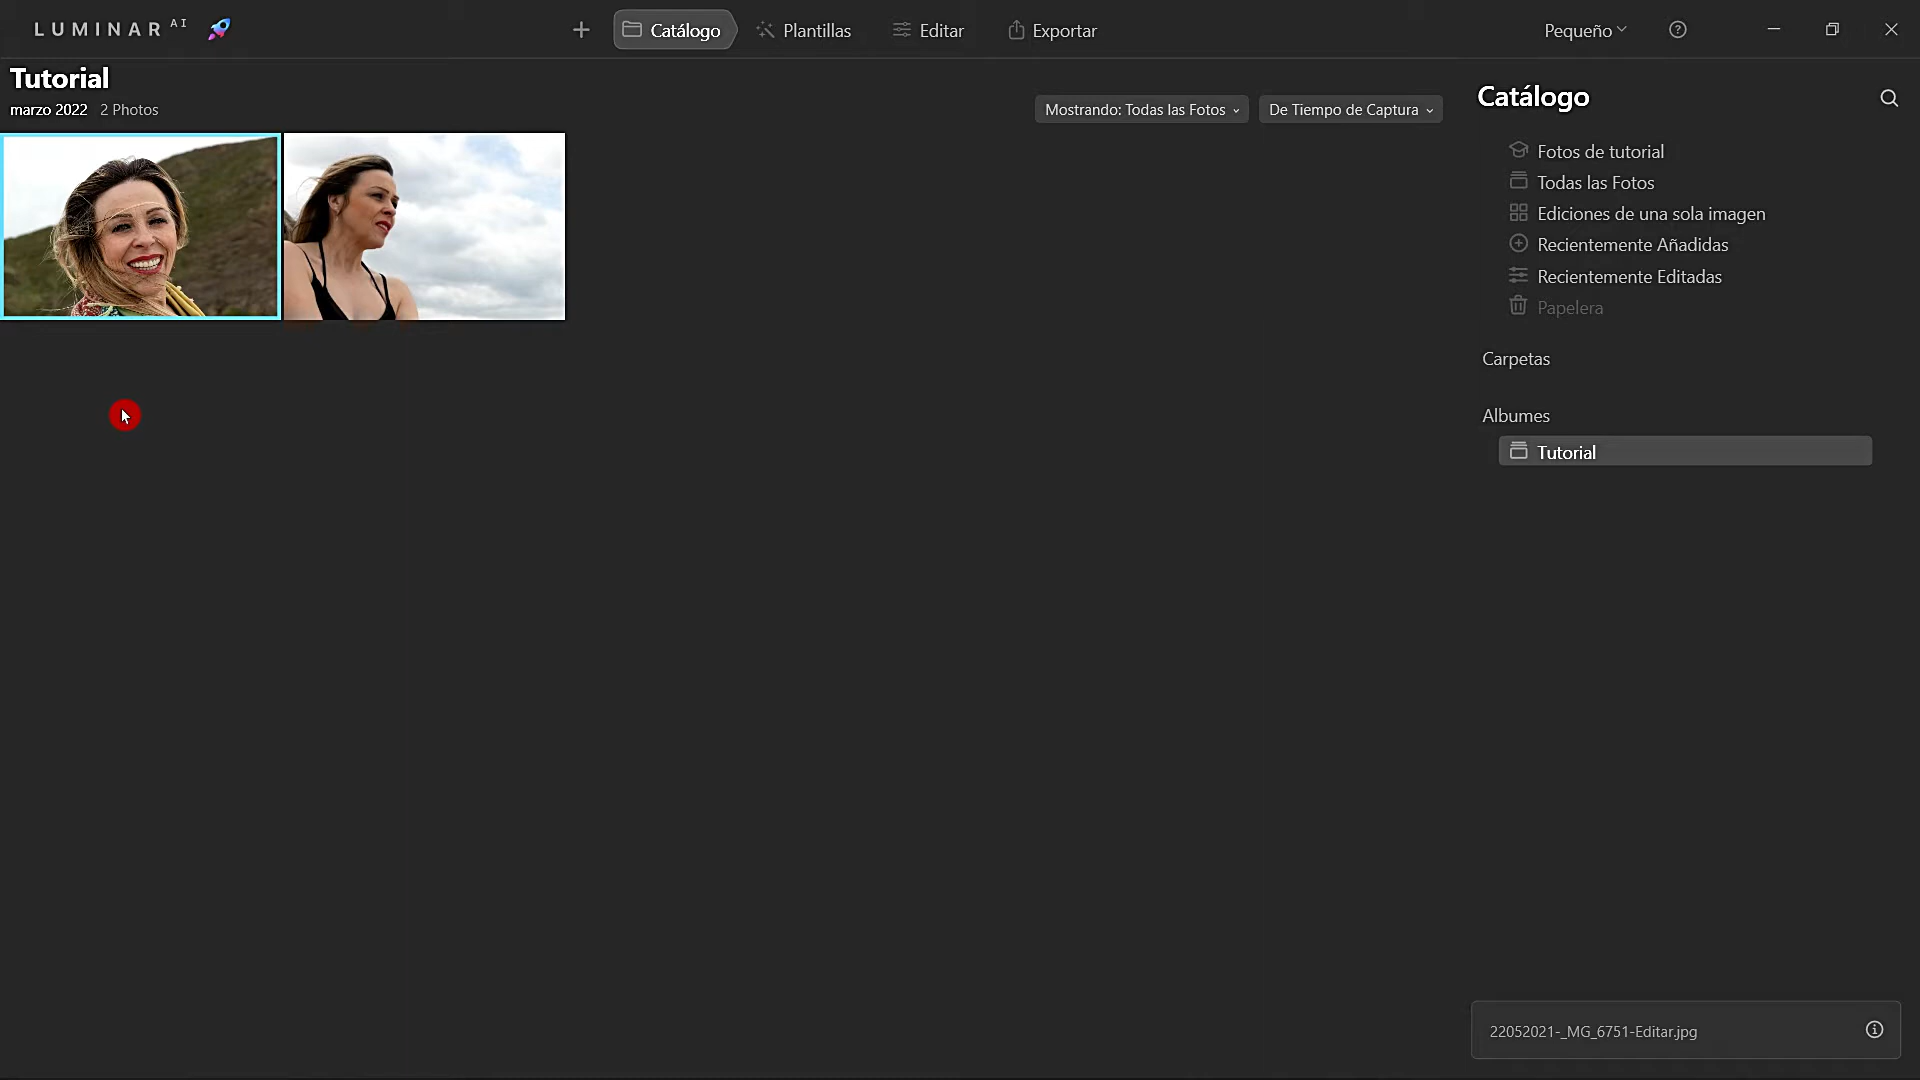 LUMINAR AI
Catálogo
Plantillas
Editar
Exportar
Pequeño
Tutorial
marzo 2022 2 Photos
Mostrando: Todas las Fotos
De Tiempo de Captura
Catálogo
Fotos de tutorial
Todas las Fotos
Ediciones de una sola imagen
Recientemente Añadidas
Recientemente Editadas
Papelera
Carpetas
Albumes
Tutorial
22052021-_MG_6751-Editar.jpg